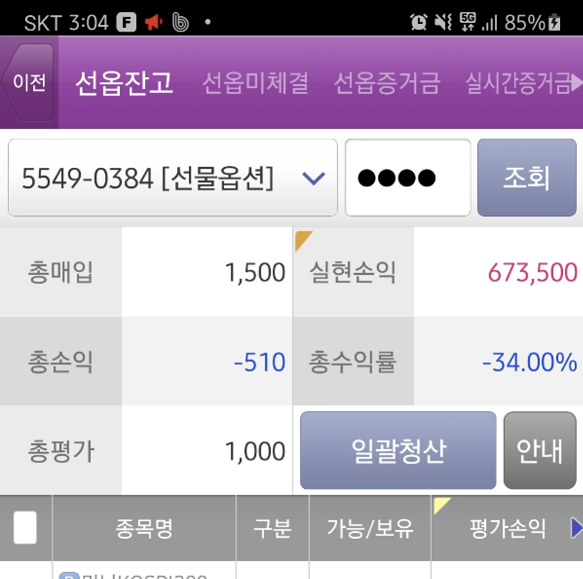 SKT 3:04 F 85%
5G
이전 선옵잔고 선옵미체결 선옵증거금 실시간증거금
5549-0384 [선물옵션] ●●●● 조회
총매입 1,500 실현손익 673,500
총손익 -510 총수익률 -34.00%
총평가 1,000 일괄청산 안내
종목명 구분 가능/보유 평가손익